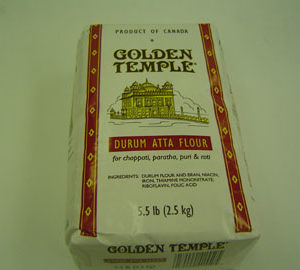 PRODUCT OF CANADA
GOLDEN
TEMPLE®
DURUM ATTA FLOUR
for chappati, paratha, puri & roti
INGREDIENTS: DURUM FLOUR AND BRAN, NIACIN,
IRON, THIAMINE MONONITRATE,
RIBOFLAVIN, FOLIC ACID
5.5 lb (2.5 kg)
GOLDEN TEMPLE®